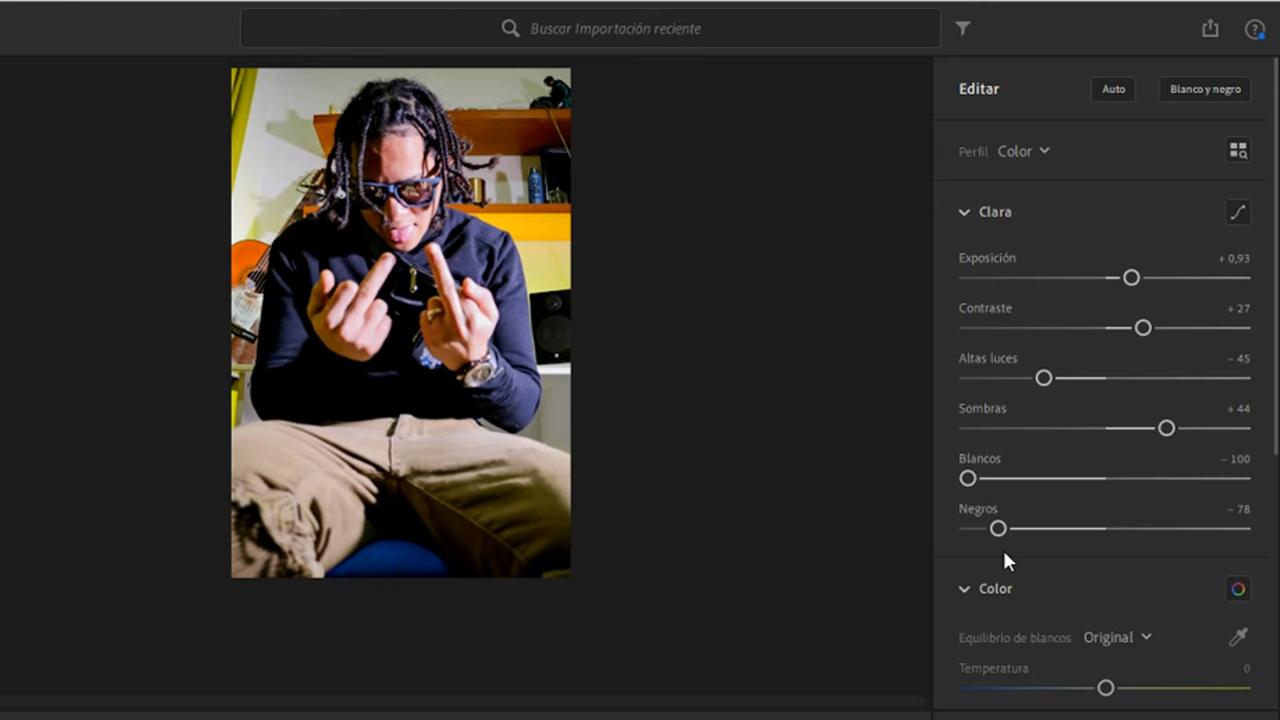 Buscar Importación reciente
Editar
Auto
Blanco y negro
Perfil Color
Clara
Exposición + 0,93
Contraste + 27
Altas luces - 45
Sombras + 44
Blancos - 100
Negros - 78
Color
Equilibrio de blancos Original
Temperatura 0